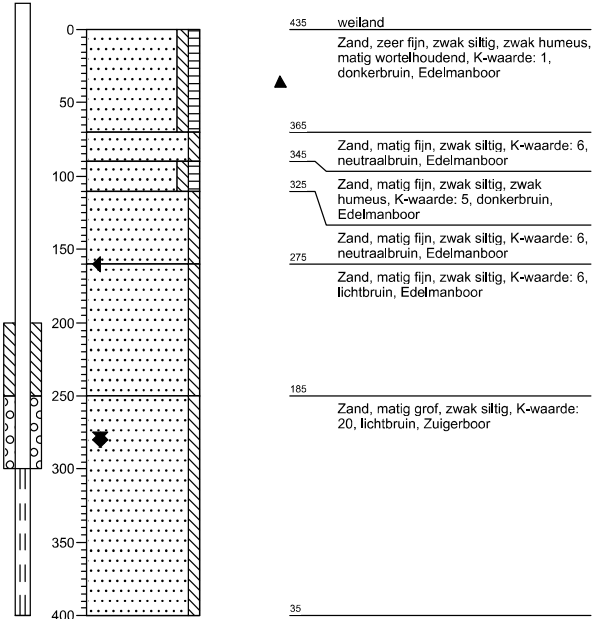 0
50
100
150
200
250
300
350
400
435 weiland
Zand, zeer fijn, zwak siltig, zwak humeus,
matig wortelhoudend, K-waarde: 1,
donkerbruin, Edelmanboor
365
Zand, matig fijn, zwak siltig, K-waarde: 6,
neutraalbruin, Edelmanboor
345
Zand, matig fijn, zwak siltig, zwak
humeus, K-waarde: 5, donkerbruin,
Edelmanboor
325
Zand, matig fijn, zwak siltig, K-waarde: 6,
neutraalbruin, Edelmanboor
275
Zand, matig fijn, zwak siltig, K-waarde: 6,
lichtbruin, Edelmanboor
185
Zand, matig grof, zwak siltig, K-waarde:
20, lichtbruin, Zuigerboor
35